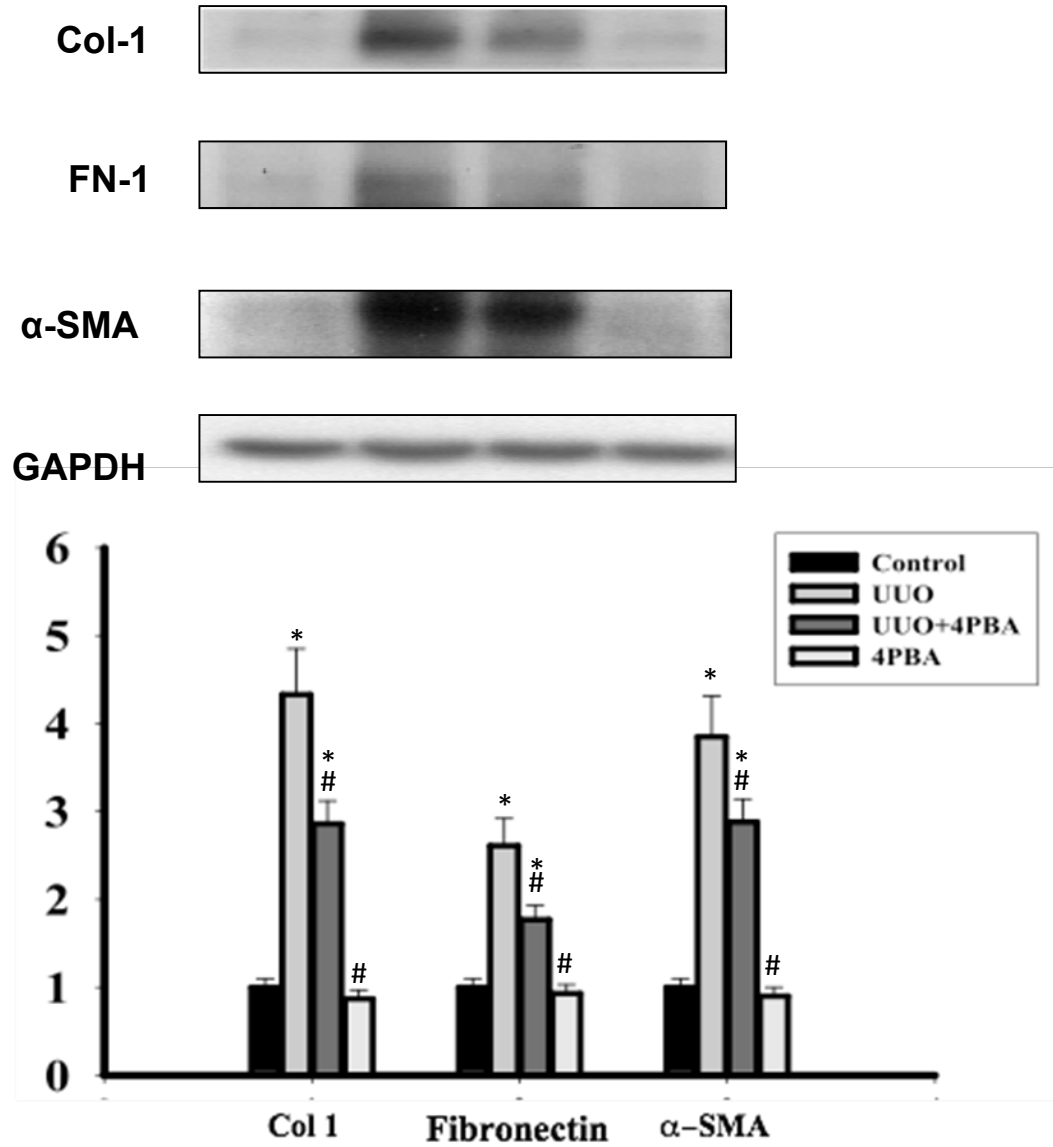 Col-1
FN-1
α-SMA
GAPDH
6
5
4
3
2
1
0
Control
UUO
UUO+4PBA
4PBA
*
*
#
#
*
*
#
#
*
*
#
#
Col 1
Fibronectin
α-SMA